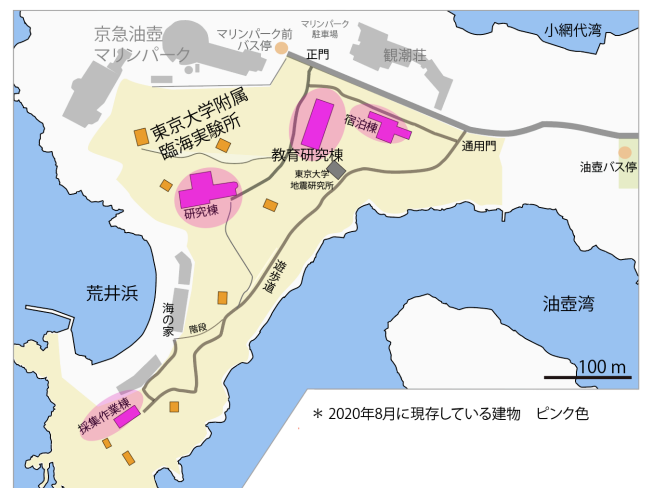 京急油壺
マリンパーク
マリンパーク前
バス停
マリンパーク
駐車場
正門
観潮荘
小網代湾
東京大学附属
臨海実験所
宿泊棟
教育研究棟
通用門
油壺バス停
東京大学
地震研究所
研究棟
遊歩道
荒井浜
海の家
階段
油壺湾
100 m
採集作業棟
＊ 2020年8月に現存している建物　ピンク色